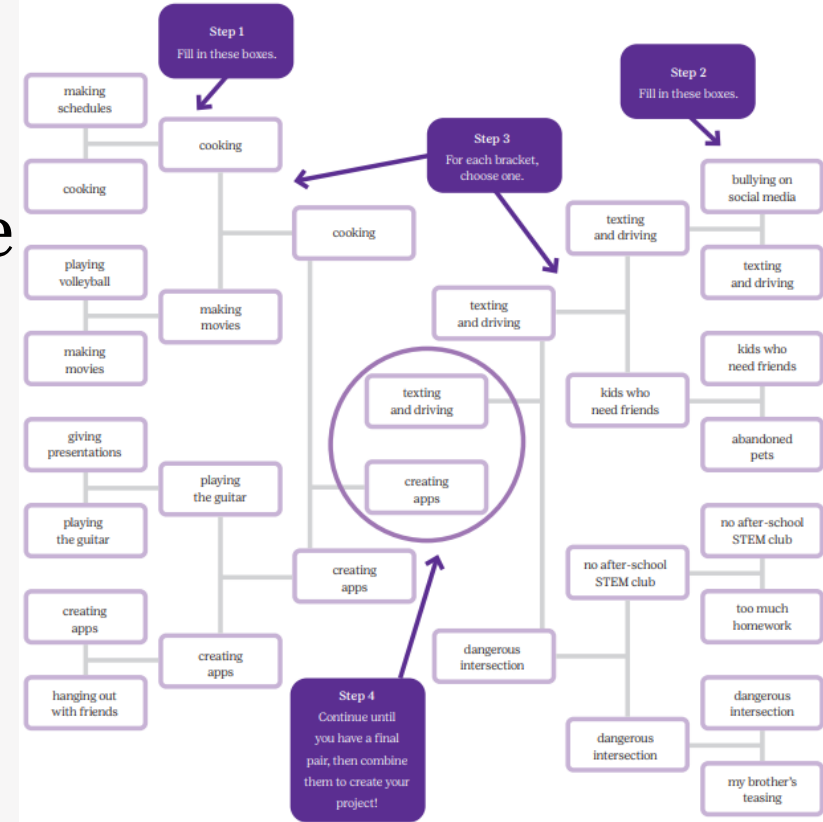 Step 1
Fill in these boxes.
making
schedules
cooking
cooking
playing
volleyball
making
movies
making
movies
giving
presentations
playing
the guitar
playing
the guitar
creating
apps
hanging out
with friends
creating
apps
cooking
creating
apps
Step 3
For each bracket,
choose one.
texting
and driving
creating
apps
Step 4
Continue until
you have a final
pair, then combine
them to create your
project!
texting
and driving
dangerous
intersection
Step 2
Fill in these boxes.
texting
and driving
bullying on
social media
texting
and driving
kids who
need friends
kids who
need friends
abandoned
pets
no after-school
STEM club
no after-school
STEM club
too much
homework
dangerous
intersection
dangerous
intersection
my brother's
teasing
e